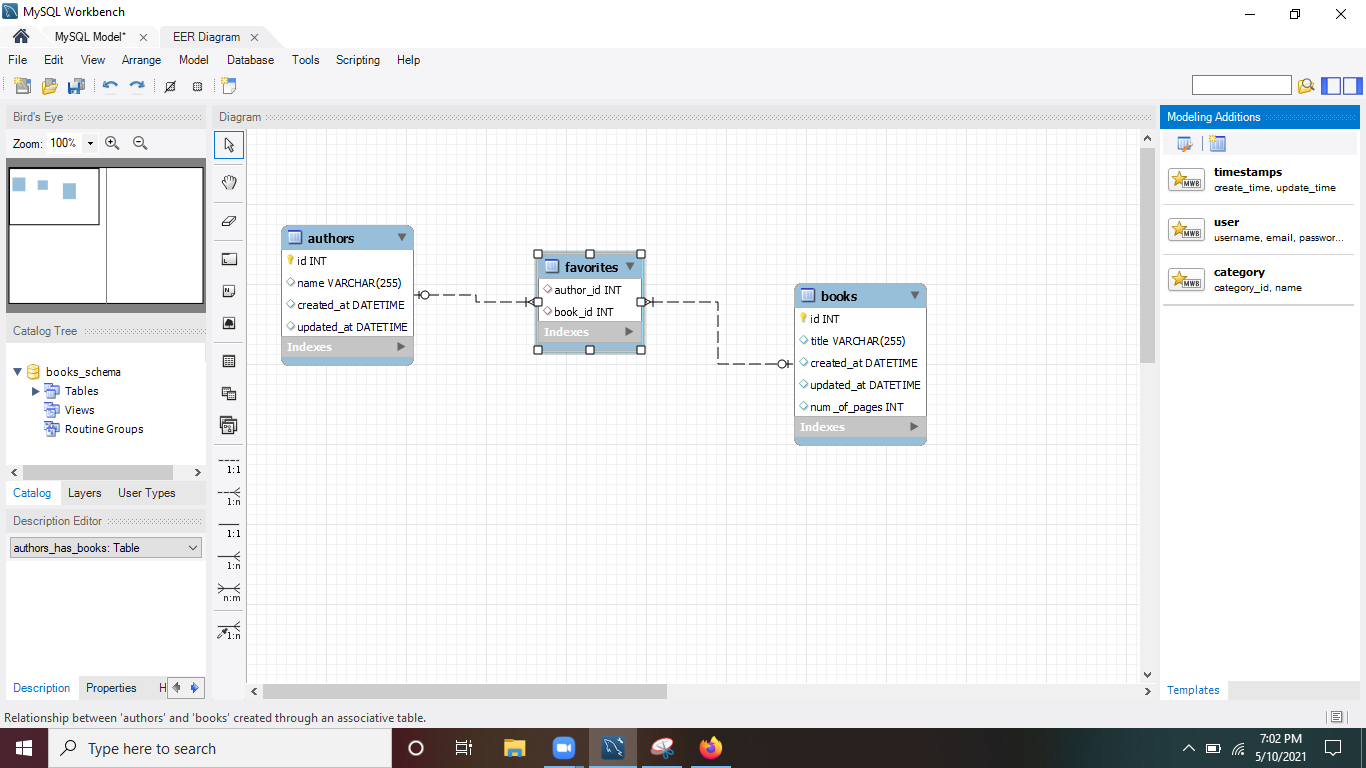 MySQL Workbench
MySQL Model*
EER Diagram
File Edit View Arrange Model Database Tools Scripting Help
Bird's Eye
Zoom: 100%
Catalog Tree
books_schema
Tables
Views
Routine Groups
Catalog Layers User Types
Description Editor
authors_has_books: Table
Description Properties H
Diagram
1:1
1:n
1:1
1:n
n:m
1:n
authors
id INT
name VARCHAR(255)
created_at DATETIME
updated_at DATETIME
Indexes
favorites
author_id INT
book_id INT
Indexes
books
id INT
title VARCHAR(255)
created_at DATETIME
updated_at DATETIME
num_of_pages INT
Indexes
Modeling Additions
MWB
timestamps
create_time, update_time
MWB
user
username, email, passwor...
MWB
category
category_id, name
Templates
Relationship between 'authors' and 'books' created through an associative table.
Type here to search
7:02 PM
5/10/2021